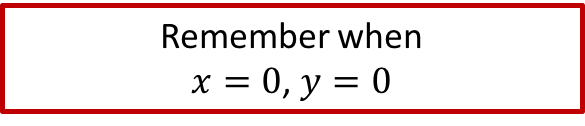 Remember when
x = 0, y = 0